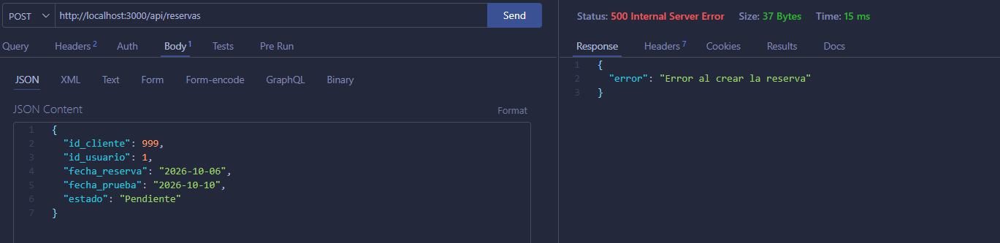 POST http://localhost:3000/api/reservas Send
Query Headers 2 Auth Body 1 Tests Pre Run
JSON XML Text Form Form-encode GraphQL Binary
JSON Content Format
1 {
2 "id_cliente": 999,
3 "id_usuario": 1,
4 "fecha_reserva": "2026-10-06",
5 "fecha_prueba": "2026-10-10",
6 "estado": "Pendiente"
7 }
Status: 500 Internal Server Error Size: 37 Bytes Time: 15 ms
Response Headers 7 Cookies Results Docs
1 {
2 "error": "Error al crear la reserva"
3 }